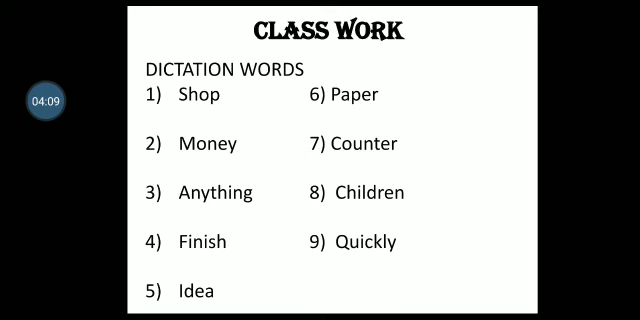 CLASS WORK
04:09
DICTATION WORDS
1) Shop 6) Paper
2) Money 7) Counter
3) Anything 8) Children
4) Finish 9) Quickly
5) Idea